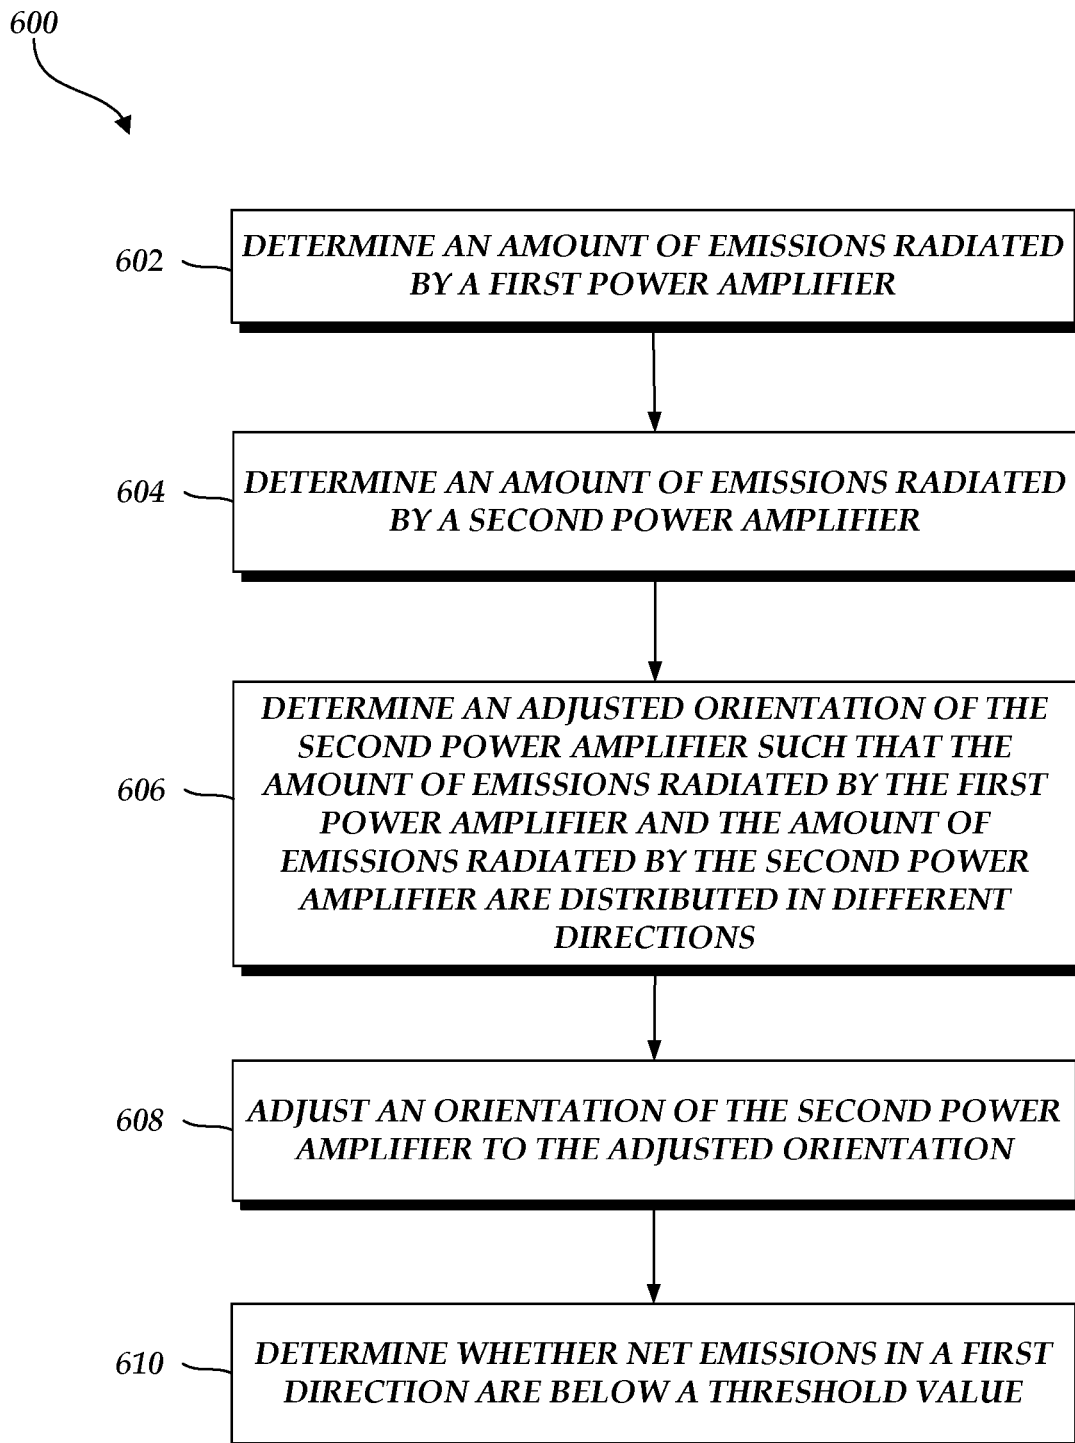 600
602
DETERMINE AN AMOUNT OF EMISSIONS RADIATED
BY A FIRST POWER AMPLIFIER
604
DETERMINE AN AMOUNT OF EMISSIONS RADIATED
BY A SECOND POWER AMPLIFIER
606
DETERMINE AN ADJUSTED ORIENTATION OF THE
SECOND POWER AMPLIFIER SUCH THAT THE
AMOUNT OF EMISSIONS RADIATED BY THE FIRST
POWER AMPLIFIER AND THE AMOUNT OF
EMISSIONS RADIATED BY THE SECOND POWER
AMPLIFIER ARE DISTRIBUTED IN DIFFERENT
DIRECTIONS
608
ADJUST AN ORIENTATION OF THE SECOND POWER
AMPLIFIER TO THE ADJUSTED ORIENTATION
610
DETERMINE WHETHER NET EMISSIONS IN A FIRST
DIRECTION ARE BELOW A THRESHOLD VALUE